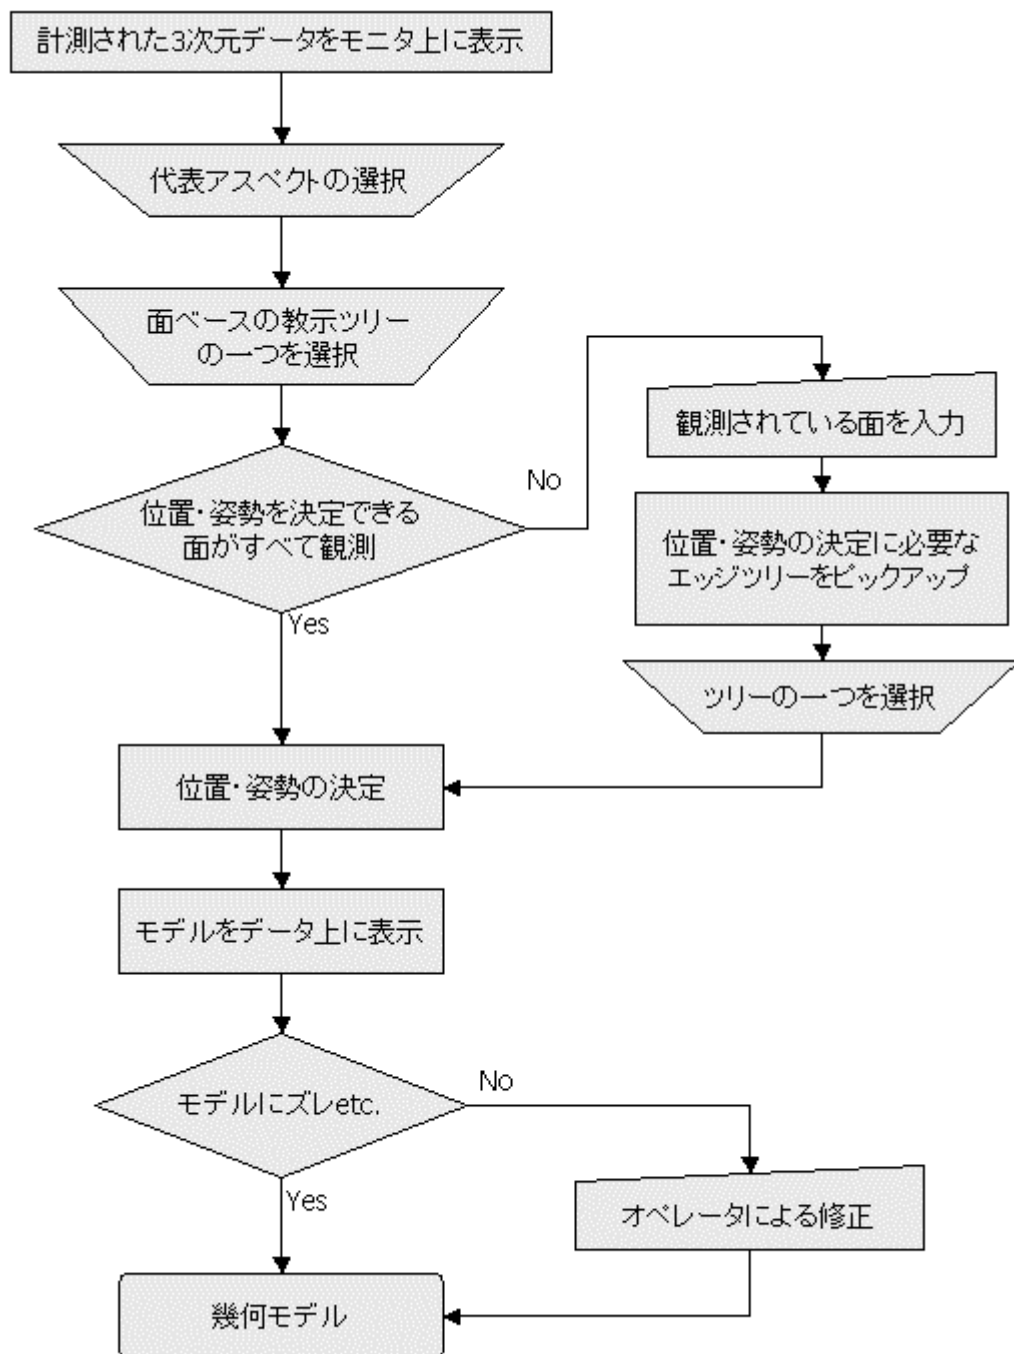 計測された3次元データをモニタ上に表示
代表アスペクトの選択
面ベースの教示ツリー
の一つを選択
位置・姿勢を決定できる
面がすべて観測
No
Yes
観測されている面を入力
位置・姿勢の決定に必要な
エッジツリーをピックアップ
ツリーの一つを選択
位置・姿勢の決定
モデルをデータ上に表示
モデルにズレetc.
No
Yes
オペレータによる修正
幾何モデル